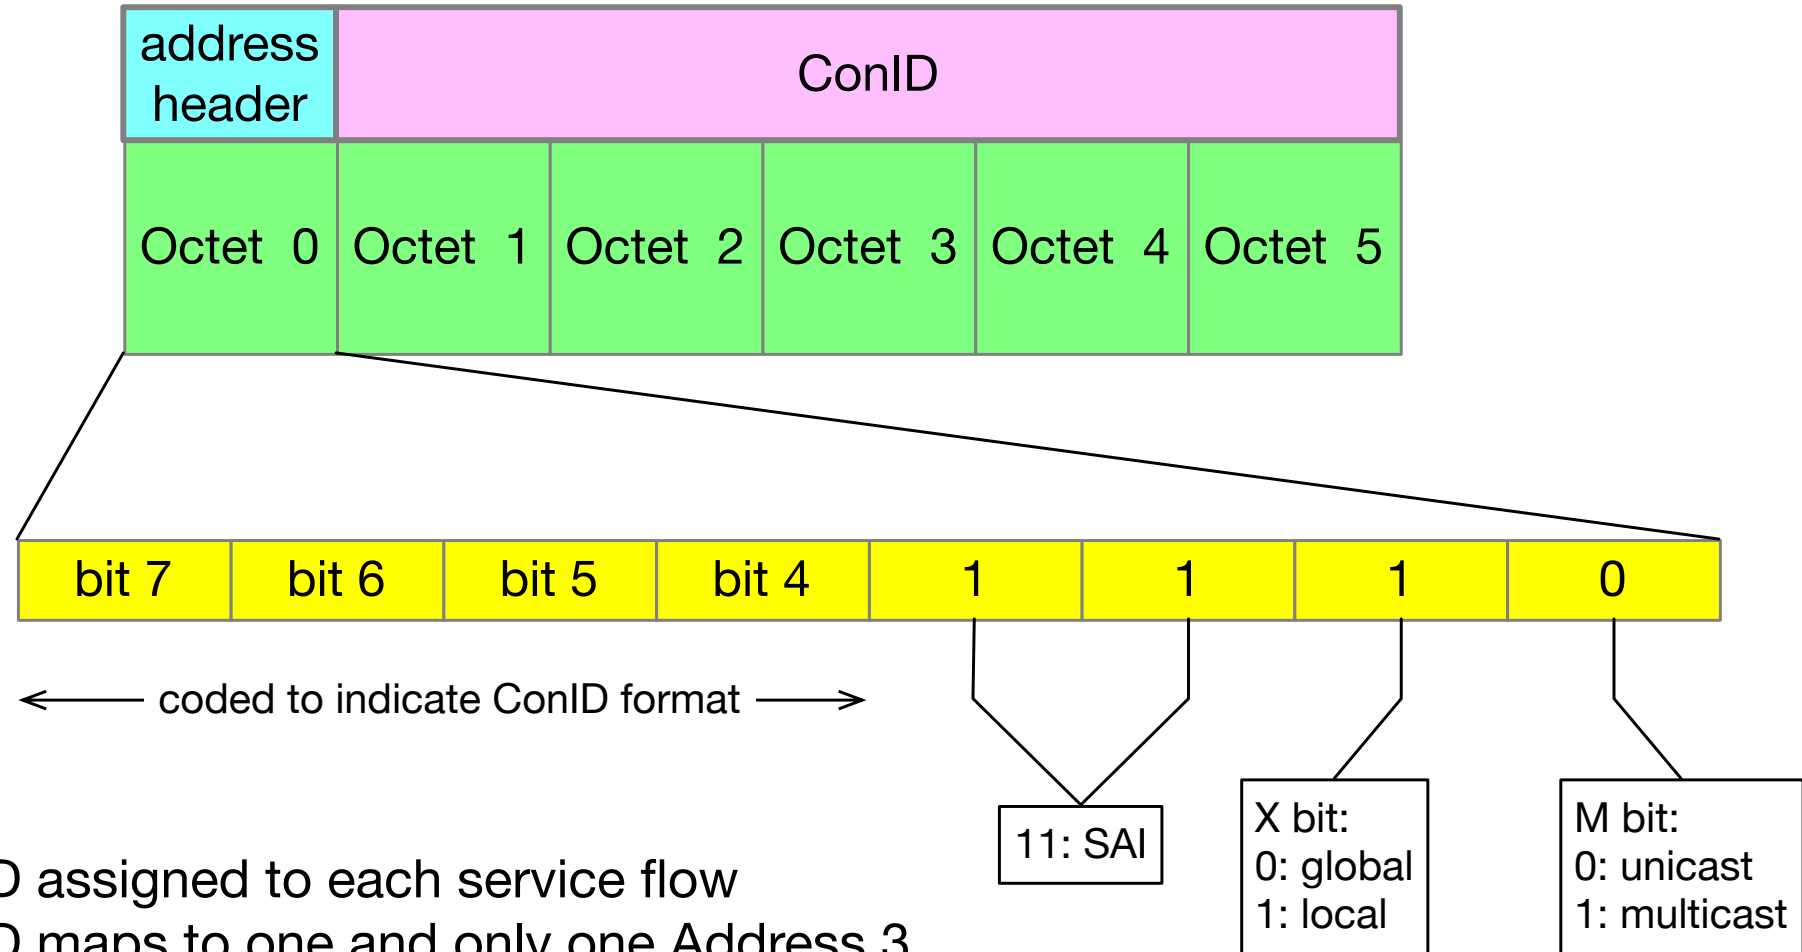 address
header
ConID
Octet 0 Octet 1 Octet 2 Octet 3 Octet 4 Octet 5
bit 7 bit 6 bit 5 bit 4 1 1 1 0
coded to indicate ConID format
11: SAI
X bit:
0: global
1: local
M bit:
0: unicast
1: multicast
D assigned to each service flow
D maps to one and only one Address 3